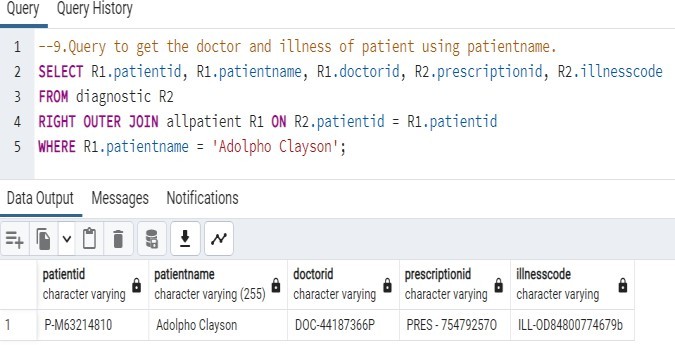 Query Query History
1 --9.Query to get the doctor and illness of patient using patientname.
2 SELECT R1.patientid, R1.patientname, R1.doctorid, R2.prescriptionid, R2.illnesscode
3 FROM diagnostic R2
4 RIGHT OUTER JOIN allpatient R1 ON R2.patientid = R1.patientid
5 WHERE R1.patientname = 'Adolpho Clayson';
Data Output Messages Notifications
patientid patientname doctorid prescriptionid illnesscode
character varying character varying (255) character varying character varying character varying
1 P-M63214810 Adolpho Clayson DOC-44187366P PRES - 754792570 ILL-OD84800774679b